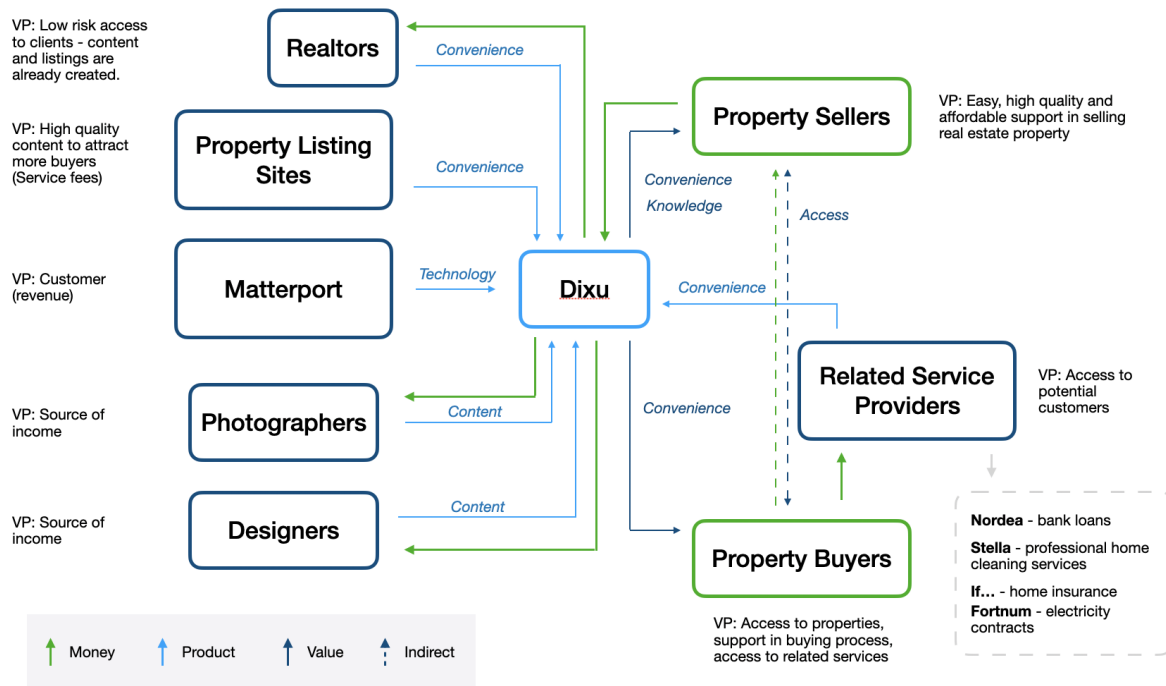 VP: Low risk access
to clients - content
and listings are
already created.
Realtors
Convenience
VP: High quality
content to attract
more buyers
(Service fees)
Property Listing
Sites
Convenience
VP: Customer
(revenue)
Matterport
Technology
Dixu
VP: Source of
income
Photographers
Content
VP: Source of
income
Designers
Content
Property Sellers
VP: Easy, high quality and
affordable support in selling
real estate property
Convenience
Knowledge
Access
Convenience
Related Service
Providers
VP: Access to
potential
customers
Convenience
Property Buyers
VP: Access to properties,
support in buying process,
access to related services
Nordea - bank loans
Stella - professional home
cleaning services
If... - home insurance
Fortnum - electricity
contracts
Money
Product
Value
Indirect